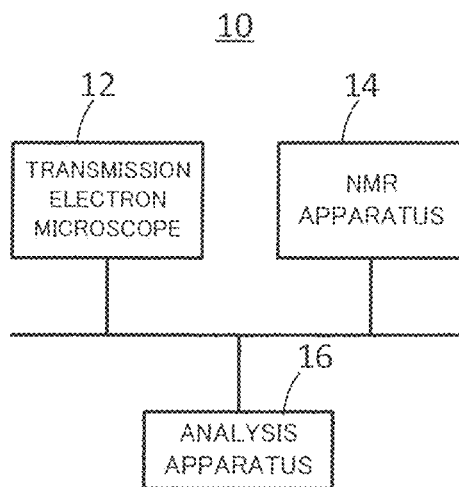 10
12
14
TRANSMISSION
ELECTRON
MICROSCOPE
NMR
APPARATUS
16
ANALYSIS
APPARATUS